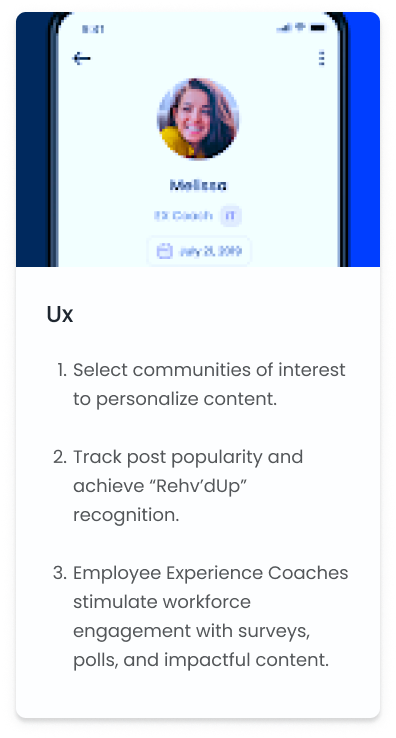 9:41
Melissa
EX Coach IT
July 21, 2019
Ux
1. Select communities of interest
to personalize content.
2. Track post popularity and
achieve “Rehv’dUp”
recognition.
3. Employee Experience Coaches
stimulate workforce
engagement with surveys,
polls, and impactful content.